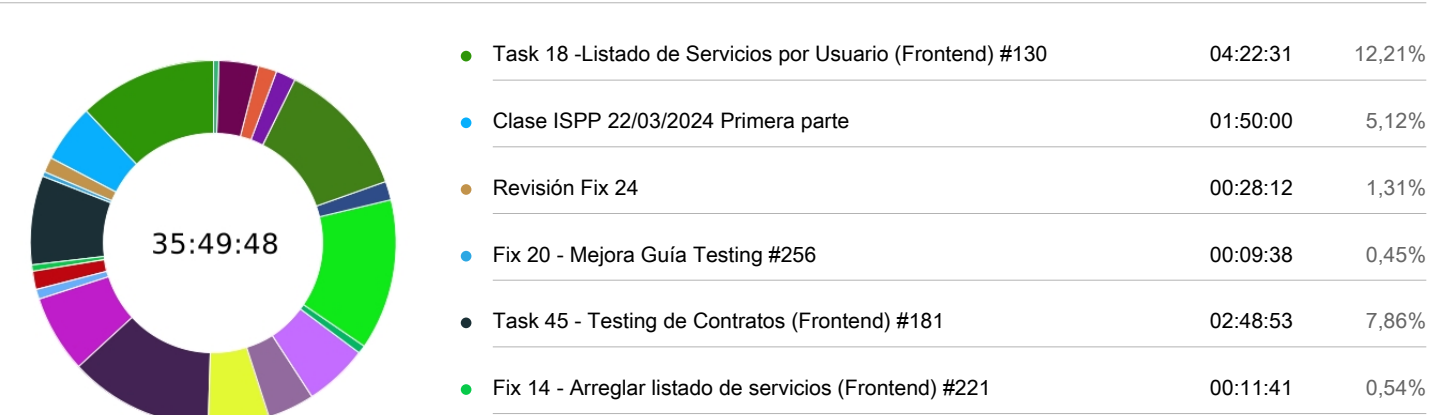 Task 18 -Listado de Servicios por Usuario (Frontend) #130 04:22:31 12,21%
Clase ISPP 22/03/2024 Primera parte 01:50:00 5,12%
Revisión Fix 24 00:28:12 1,31%
35:49:48
Fix 20 - Mejora Guía Testing #256 00:09:38 0,45%
Task 45 - Testing de Contratos (Frontend) #181 02:48:53 7,86%
Fix 14 - Arreglar listado de servicios (Frontend) #221 00:11:41 0,54%